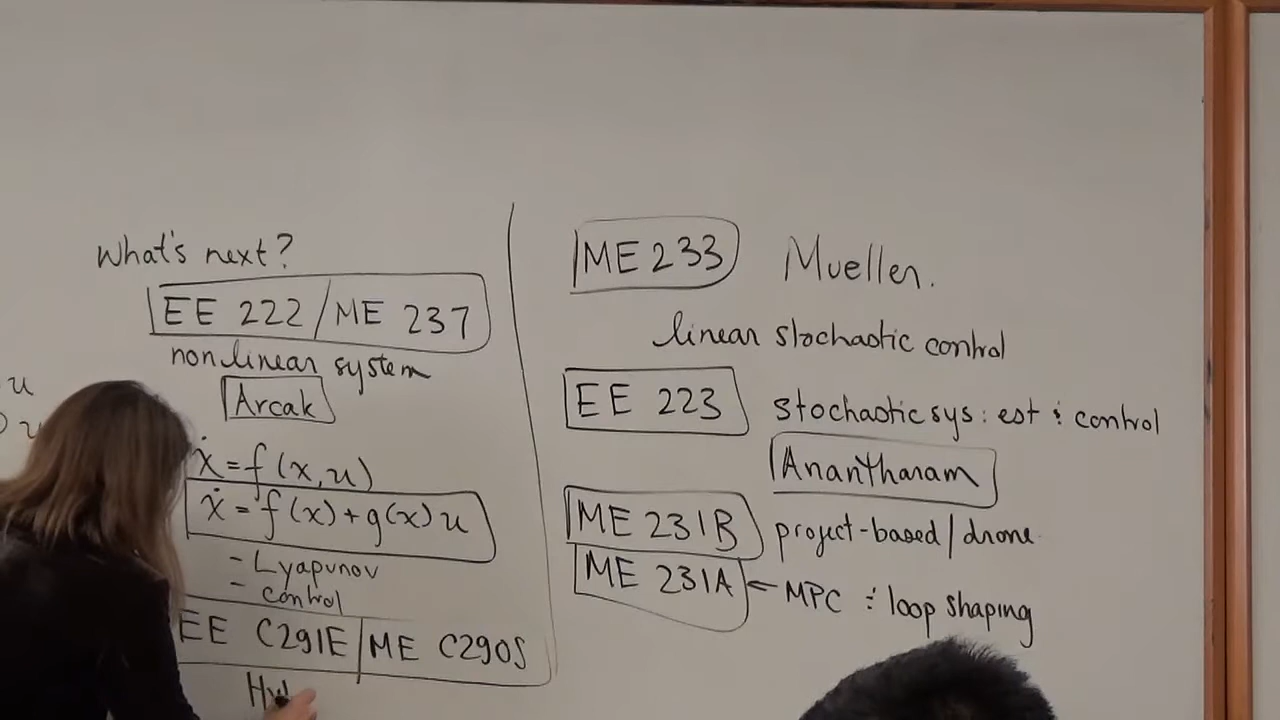 What's next?
EE 222 / ME 237
nonlinear system
Arcak
ẋ = f(x,u)
ẋ = f(x) + g(x) u
- Lyapunov
- control
EE C291E | ME C290S
u
ME 233 Mueller.
linear stochastic control
EE 223 stochastic sys: est & control
Anantharam
ME 231B project-based / drone
ME 231A ← MPC & loop shaping